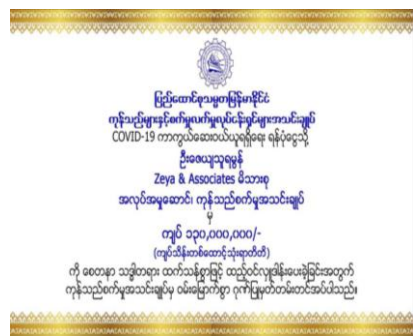 ပြည်ထောင်စုသမ္မတမြန်မာနိုင်ငံ
ကုန်သည်များနှင့်စက်မှုလက်မှုလုပ်ငန်းရှင်များအသင်းချုပ်
COVID-19 ကာကွယ်ဆေးဝယ်ယူရရှိရေး ရန်ပုံငွေသို့
ဦးဇေယျသူရမွန်
Zeya & Associates မိသားစု
အလုပ်အမှုဆောင်၊ ကုန်သည်စက်မှုအသင်းချုပ်
မှ
ကျပ် ၁၃၀,၀၀၀,၀၀၀/-
(ကျပ်သိန်းတစ်ထောင့်သုံးရာတိတိ)
ကို စေတနာ သဒ္ဓါတရား ထက်သန်စွာဖြင့် ထည့်ဝင်လှူဒါန်းပေးခဲ့ခြင်းအတွက်
ကုန်သည်စက်မှုအသင်းချုပ်မှ ဝမ်းမြောက်စွာ ဂုဏ်ပြုမှတ်တမ်းတင်အပ်ပါသည်။